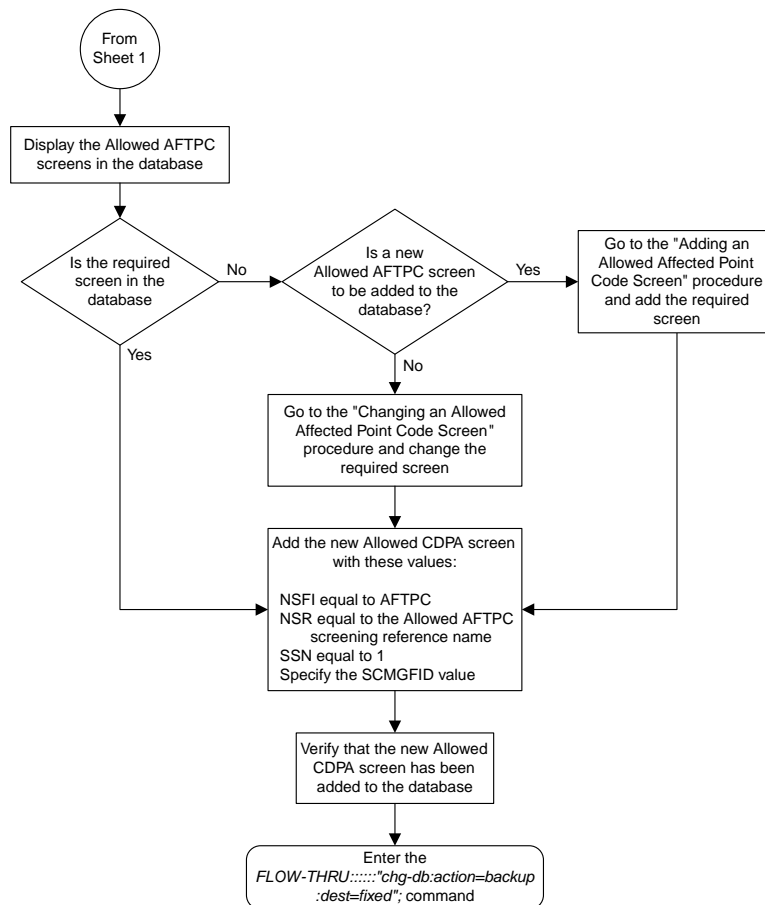 From
Sheet 1
Display the Allowed AFTPC
screens in the database
Is the required
screen in the
database
No
Yes
Is a new
Allowed AFTPC screen
to be added to the
database?
Yes
No
Go to the "Adding an
Allowed Affected Point
Code Screen" procedure
and add the required
screen
Go to the "Changing an Allowed
Affected Point Code Screen"
procedure and change the
required screen
Add the new Allowed CDPA screen
with these values:
NSFI equal to AFTPC
NSR equal to the Allowed AFTPC
screening reference name
SSN equal to 1
Specify the SCMGFID value
Verify that the new Allowed
CDPA screen has been
added to the database
Enter the
FLOW-THRU::::::"chg-db:action=backup
:dest=fixed"; command